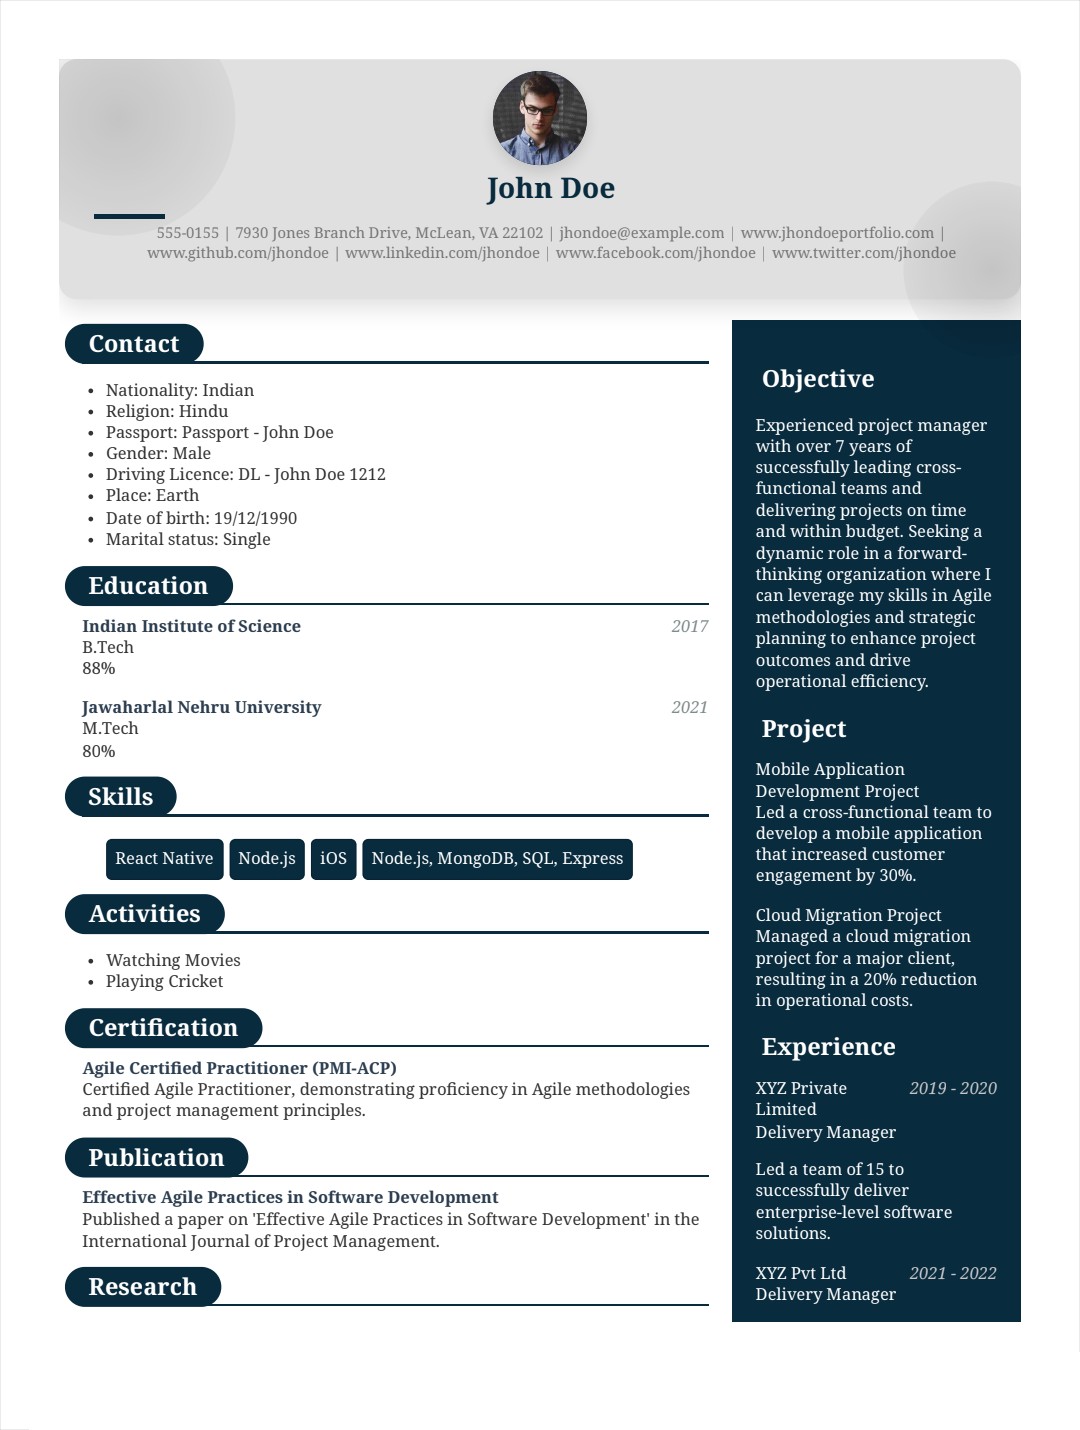 John Doe
555-0155 | 7930 Jones Branch Drive, McLean, VA 22102 | jhondoe@example.com | www.jhondoeportfolio.com |
www.github.com/jhondoe | www.linkedin.com/jhondoe | www.facebook.com/jhondoe | www.twitter.com/jhondoe
Contact
• Nationality: Indian
• Religion: Hindu
• Passport: Passport - John Doe
• Gender: Male
• Driving Licence: DL - John Doe 1212
• Place: Earth
• Date of birth: 19/12/1990
• Marital status: Single
Education
Indian Institute of Science 2017
B.Tech
88%
Jawaharlal Nehru University 2021
M.Tech
80%
Skills
React Native Node.js iOS Node.js, MongoDB, SQL, Express
Activities
• Watching Movies
• Playing Cricket
Certification
Agile Certified Practitioner (PMI-ACP)
Certified Agile Practitioner, demonstrating proficiency in Agile methodologies
and project management principles.
Publication
Effective Agile Practices in Software Development
Published a paper on 'Effective Agile Practices in Software Development' in the
International Journal of Project Management.
Research
Objective
Experienced project manager
with over 7 years of
successfully leading cross-
functional teams and
delivering projects on time
and within budget. Seeking a
dynamic role in a forward-
thinking organization where I
can leverage my skills in Agile
methodologies and strategic
planning to enhance project
outcomes and drive
operational efficiency.
Project
Mobile Application
Development Project
Led a cross-functional team to
develop a mobile application
that increased customer
engagement by 30%.
Cloud Migration Project
Managed a cloud migration
project for a major client,
resulting in a 20% reduction
in operational costs.
Experience
XYZ Private 2019 - 2020
Limited
Delivery Manager
Led a team of 15 to
successfully deliver
enterprise-level software
solutions.
XYZ Pvt Ltd 2021 - 2022
Delivery Manager